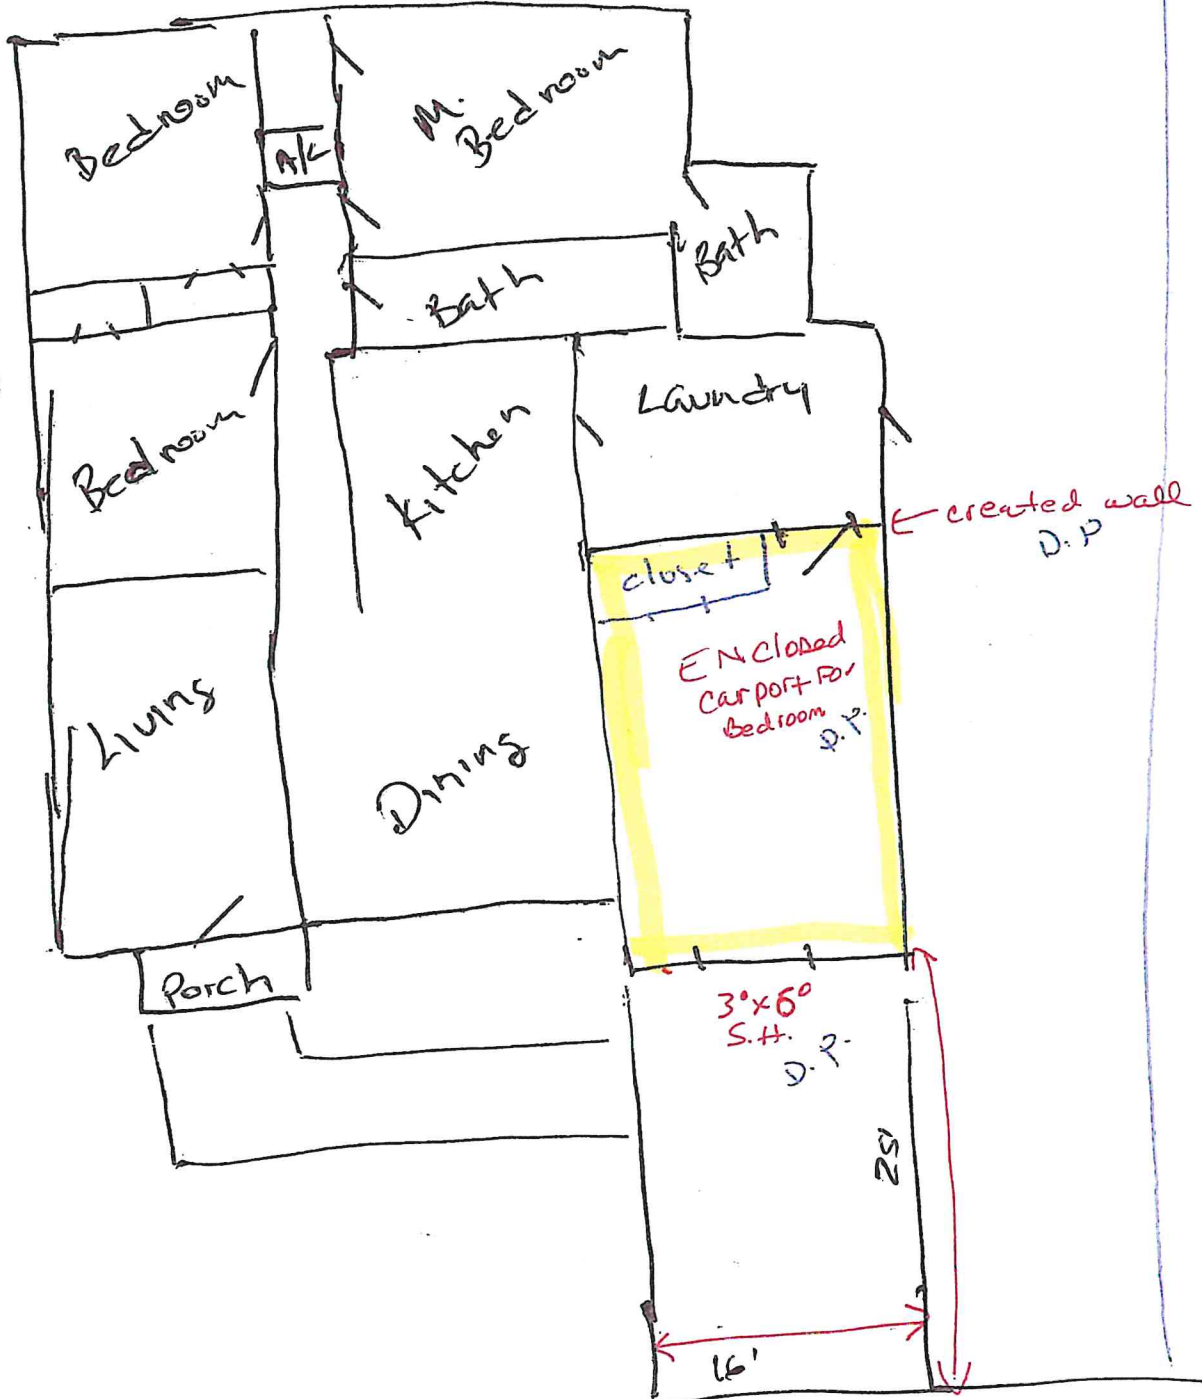 Bedroom
A/C
M.
Bedroom
Bath
Bath
Bedroom
Kitchen
Laundry
created wall
D.P
closet
ENClosed
Carport For
Bedroom
D.P.
Living
Dining
Porch
3°x5°
S.H.
D.P.
25'
16'